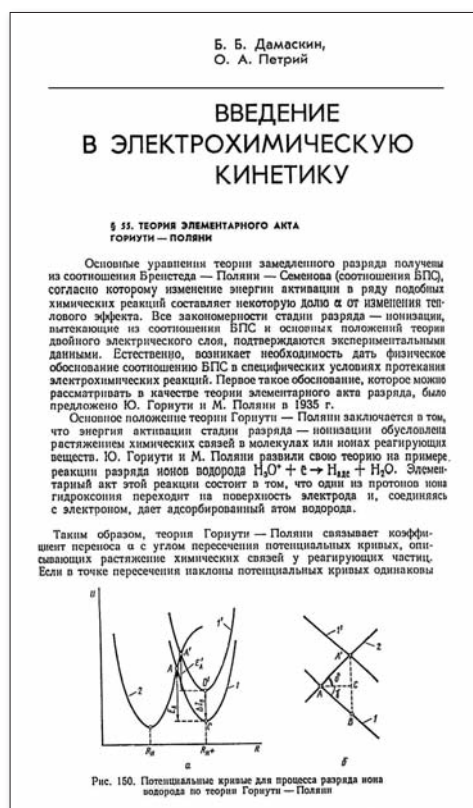 Б. Б. Дамаскин,
О. А. Петрий
ВВЕДЕНИЕ
В ЭЛЕКТРОХИМИЧЕСКУЮ
КИНЕТИКУ
§ 55. ТЕОРИЯ ЭЛЕМЕНТАРНОГО АКТА
ГОРИУТИ — ПОЛЯНИ
Основные уравнения теории замедленного разряда получены
из соотношения Бренстеда — Поляни — Семенова (соотношения БПС),
согласно которому изменение энергии активации в ряду подобных
химических реакций составляет некоторую долю α от изменения теп-
лового эффекта. Все закономерности стадии разряда — ионизации,
вытекающие из соотношения БПС и основных положений теории
двойного электрического слоя, подтверждаются экспериментальными
данными. Естественно, возникает необходимость дать физическое
обоснование соотношению БПС в специфических условиях протекания
электрохимических реакций. Первое такое обоснование, которое можно
рассматривать в качестве теории элементарного акта разряда, было
предложено Ю. Гориути и М. Поляни в 1935 г.
Основное положение теории Гориути — Поляни заключается в том,
что энергия активации стадии разряда — ионизации обусловлена
растяжением химических связей в молекулах или ионах реагирующих
веществ. Ю. Гориути и М. Поляни развили свою теорию на примере
реакции разряда ионов водорода H₃O⁺ + e → Hадс + H₂O. Элемен-
тарный акт этой реакции состоит в том, что один из протонов иона
гидроксония переходит на поверхность электрода и, соединяясь
с электроном, дает адсорбированный атом водорода.
Таким образом, теория Гориути — Поляни связывает коэффи-
циент переноса α с углом пересечения потенциальных кривых, опи-
сывающих растяжение химических связей у реагирующих частиц.
Если в точке пересечения наклоны потенциальных кривых одинаковы
U
1'
A'
A
2
1
0'
C
R
а
1'
2
A'
A
C
B
1
б
Рис. 150. Потенциальные кривые для процесса разряда иона
водорода по теории Гориути — Поляни